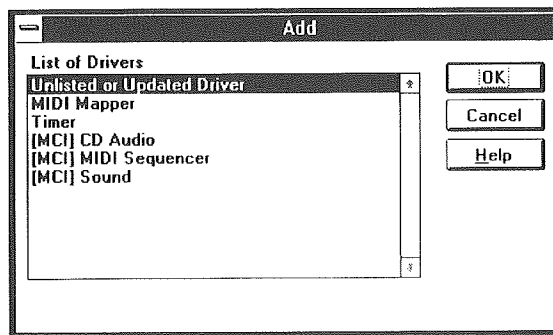 Add
List of Drivers
Unlisted or Updated Driver
MIDI Mapper
Timer
[MCI] CD Audio
[MCI] MIDI Sequencer
[MCI] Sound
OK
Cancel
Help